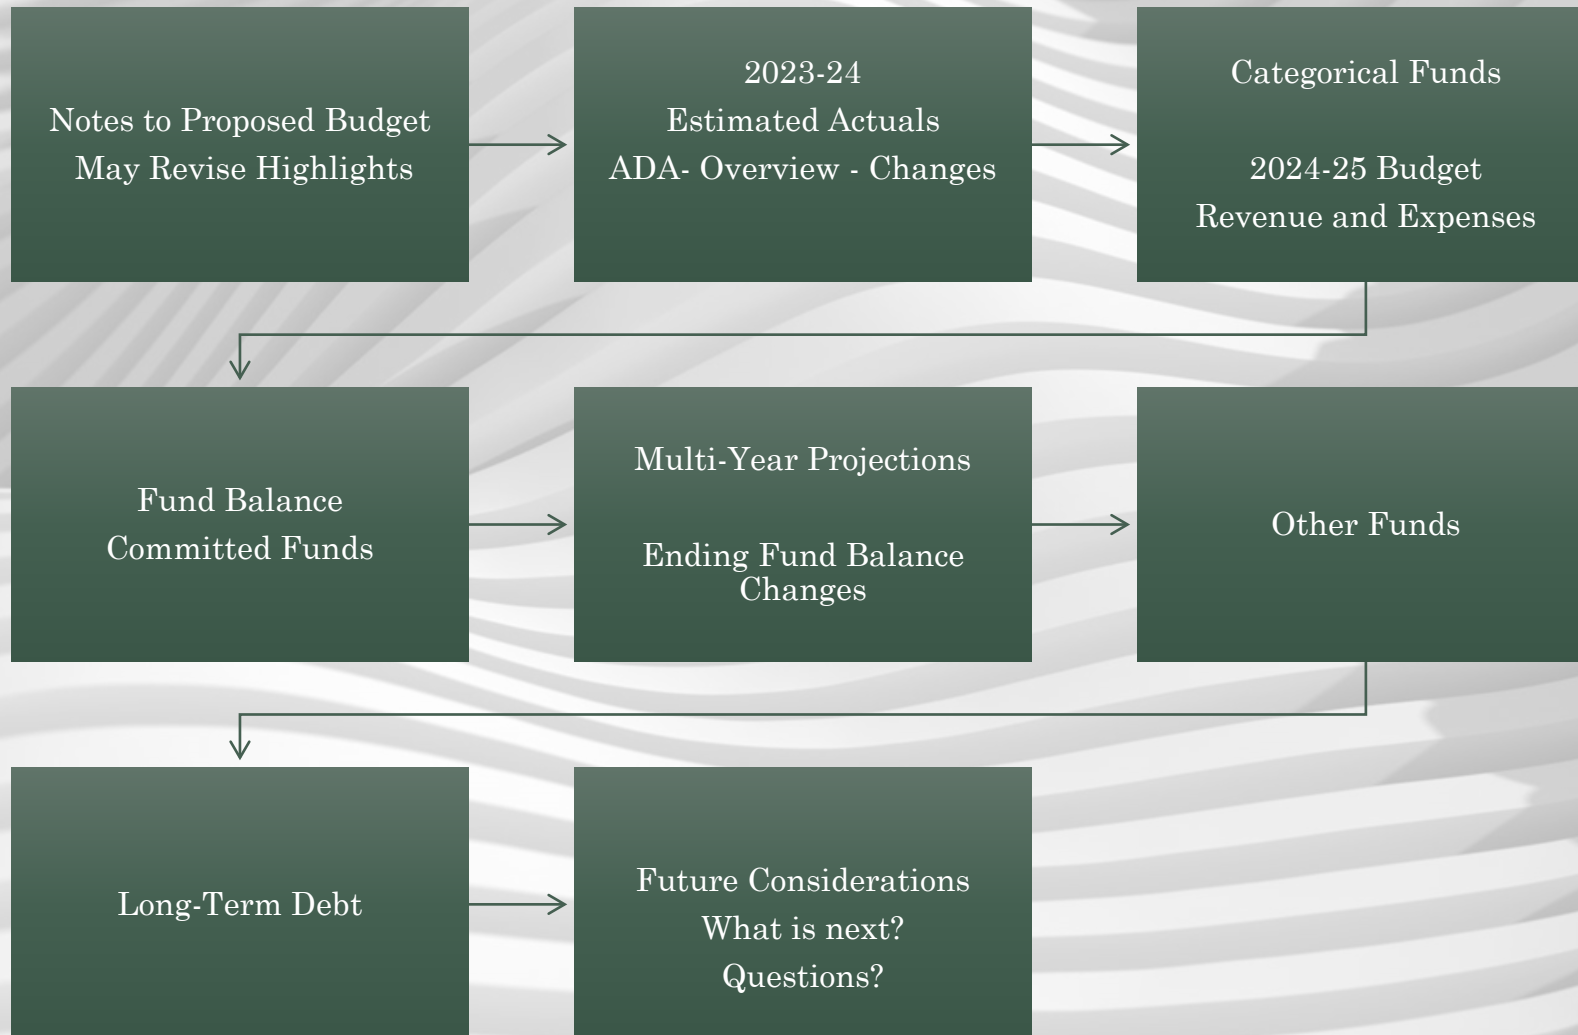 Notes to Proposed Budget
May Revise Highlights
2023-24
Estimated Actuals
ADA- Overview - Changes
Categorical Funds
2024-25 Budget
Revenue and Expenses
Fund Balance
Committed Funds
Multi-Year Projections
Ending Fund Balance
Changes
Other Funds
Long-Term Debt
Future Considerations
What is next?
Questions?